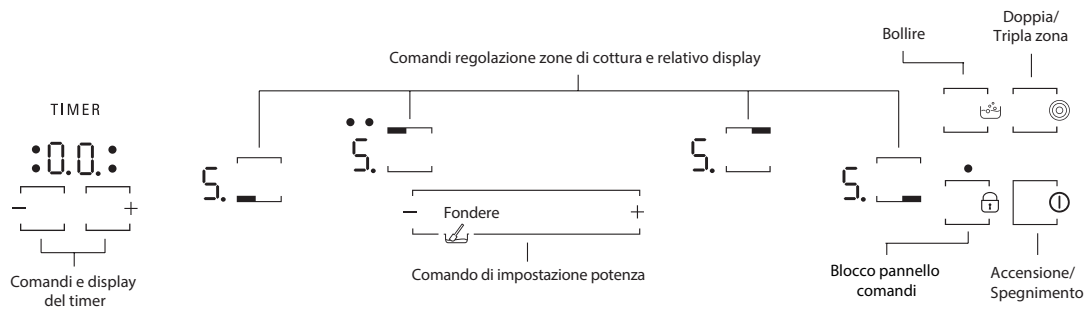 Doppia/
Tripla zona
Bollire
Comandi regolazione zone di cottura e relativo display
TIMER
:0.0.:
5.
5.
5.
5.
− +
− Fondere +
Comandi e display
del timer
Comando di impostazione potenza
Blocco pannello
comandi
Accensione/
Spegnimento